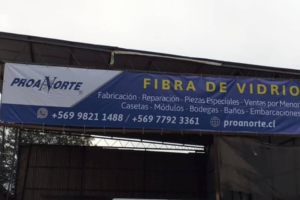 PROANORTE
FIBRA DE VIDRIO
Fabricación - Reparación - Piezas Especiales - Ventas por Menor
Casetas - Módulos - Bodegas - Baños - Embarcaciones
+569 9821 1488 / +569 7792 3361 proanorte.cl